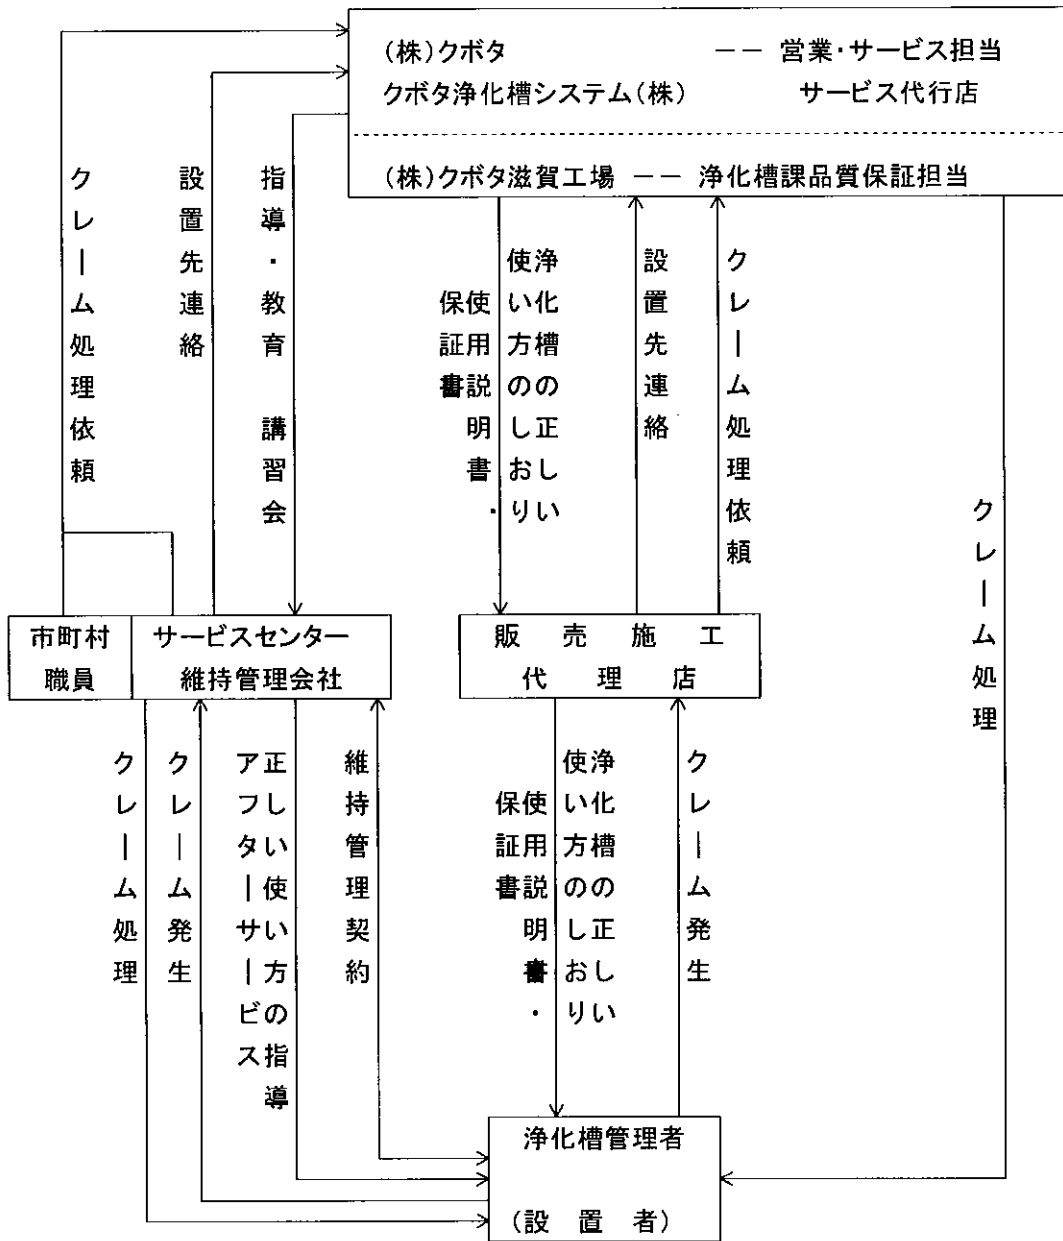 (株)クボタ －－ 営業・サービス担当
クボタ浄化槽システム(株) サービス代行店
(株)クボタ滋賀工場 －－ 浄化槽課品質保証担当
クレーム処理依頼
設置先連絡
指導・教育 講習会
浄化槽の正しい
使い方のしおり
使用説明書・
保証書
設置先連絡
クレーム処理依頼
クレーム処理
市町村
職員
サービスセンター
維持管理会社
販売施工
代理店
クレーム処理
クレーム発生
正しい使い方の指導
アフターサービス
維持管理契約
浄化槽の正しい
使い方のしおり
使用説明書・
保証書
クレーム発生
浄化槽管理者
(設置者)